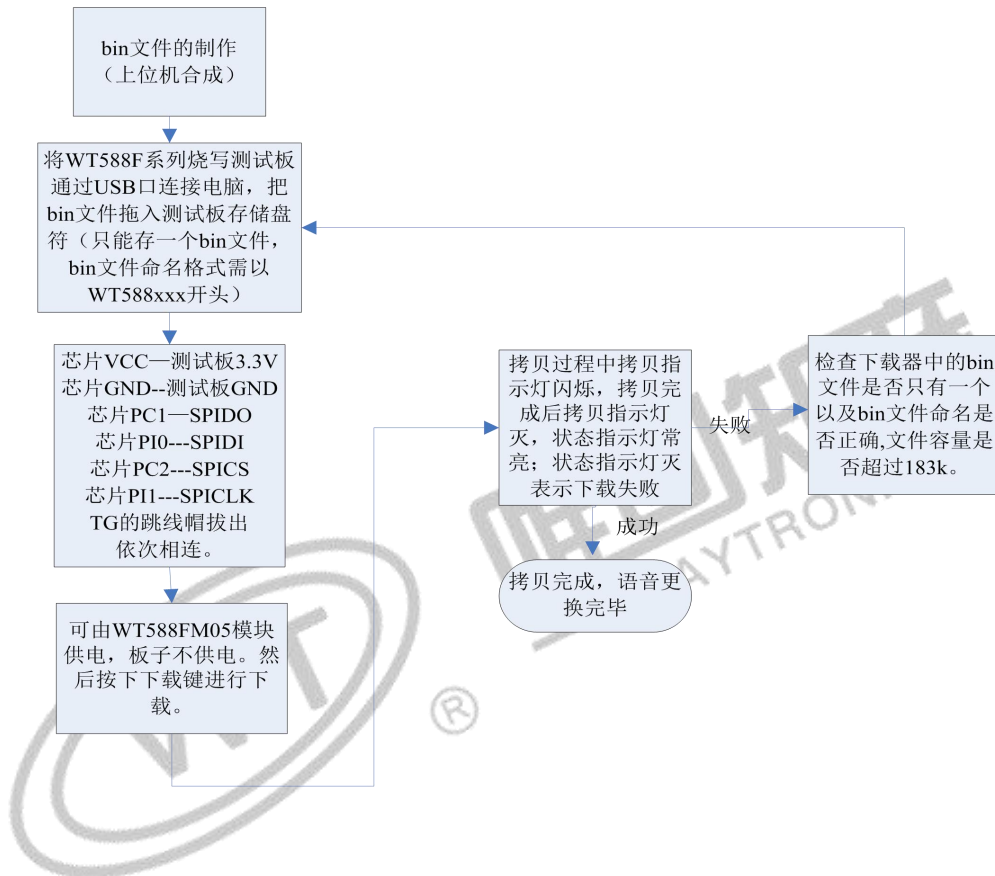 bin文件的制作
（上位机合成）
将WT588F系列烧写测试板
通过USB口连接电脑，把
bin文件拖入测试板存储盘
符（只能存一个bin文件，
bin文件命名格式需以
WT588xxx开头）
芯片VCC—测试板3.3V
芯片GND--测试板GND
芯片PC1—SPIDO
芯片PI0---SPIDI
芯片PC2---SPICS
芯片PI1---SPICLK
TG的跳线帽拔出
依次相连。
可由WT588FM05模块
供电，板子不供电。然
后按下下载键进行下
载。
拷贝过程中拷贝指
示灯闪烁，拷贝完
成后拷贝指示灯
灭，状态指示灯常
亮；状态指示灯灭
表示下载失败
失败
检查下载器中的bin
文件是否只有一个
以及bin文件命名是
否正确,文件容量是
否超过183k。
成功
拷贝完成，语音更
换完毕
WT
®